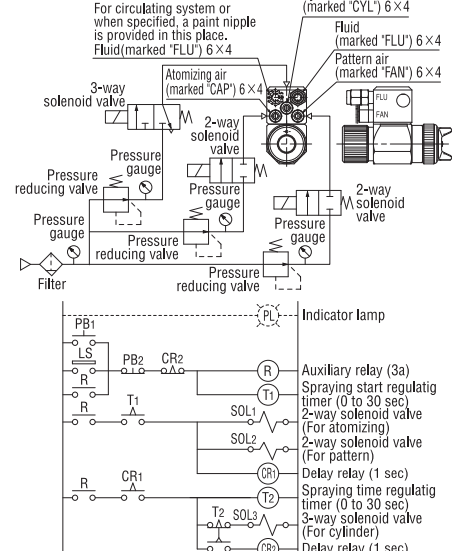 For circulating system or
when specified, a paint nipple
is provided in this place.
Fluid(marked "FLU") 6×4
(marked "CYL") 6×4
Fluid
(marked "FLU") 6×4
Pattern air
(marked "FAN") 6×4
Atomizing air
(marked "CAP") 6×4
FLU
FAN
3-way
solenoid valve
2-way
solenoid
valve
Pressure
gauge
Pressure
reducing valve
Pressure
gauge
2-way
solenoid
valve
Pressure
gauge
Pressure
gauge
Pressure
reducing valve
Pressure
reducing valve
Filter
PL
Indicator lamp
PB1
LS
PB2
CR2
R
R
Auxiliary relay (3a)
T1
Spraying start regulatig
timer (0 to 30 sec)
R
T1
SOL1
2-way solenoid valve
(For atomizing)
SOL2
2-way solenoid valve
(For pattern)
CR1
Delay relay (1 sec)
R
CR1
T2
Spraying time regulatig
timer (0 to 30 sec)
T2
SOL3
3-way solenoid valve
(For cylinder)
CR2
Delay relay (1 sec)